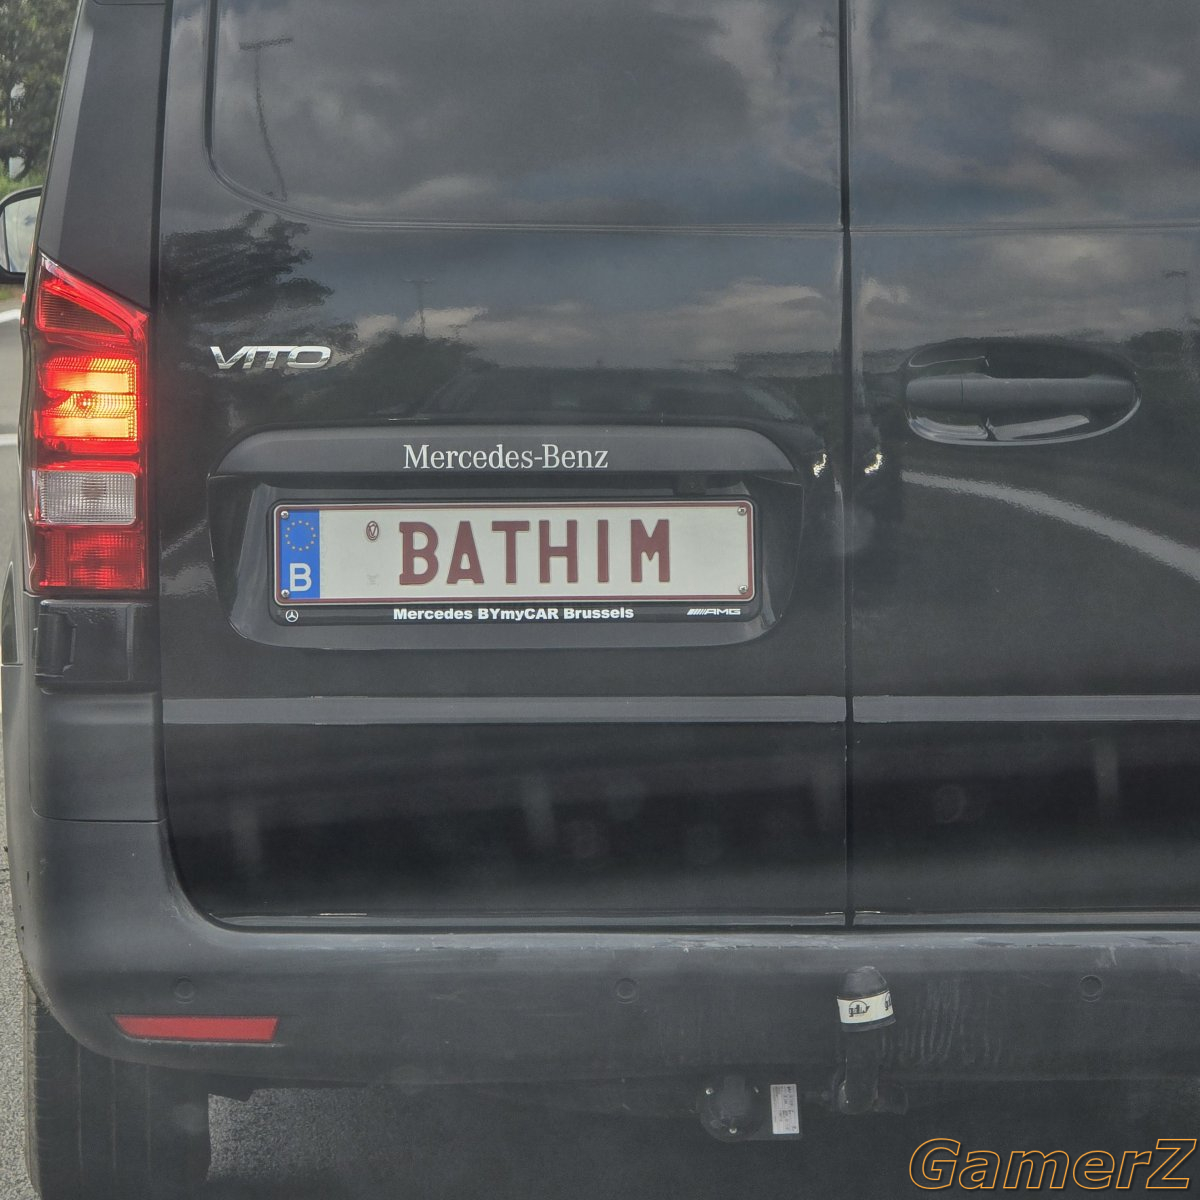 VITO
Mercedes-Benz
B BATHIM
Mercedes BYmyCAR Brussels AMG
GamerZ